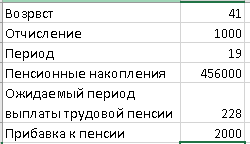 Возрвст 41
Отчисление 1000
Период 19
Пенсионные накопления 456000
Ожидаемый период
выплаты трудовой пенсии 228
Прибавка к пенсии 2000